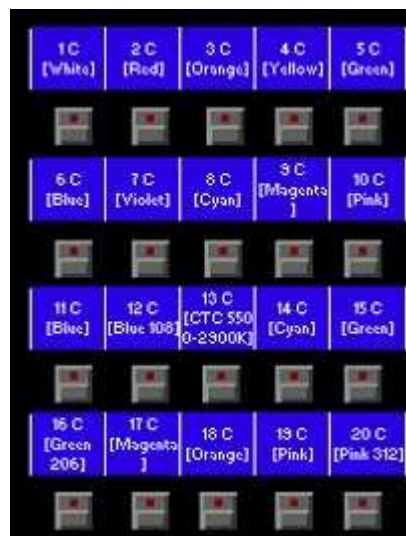 1 C 2 C 3 C 4 C 5 C
[White] [Red] [Orange] [Yellow] [Green]
6 C 7 C 8 C 9 C 10 C
[Blue] [Violet] [Cyan] [Magenta
] [Pink]
11 C 12 C 13 C 14 C 15 C
[Blue] [Blue 108] [CTC 550
0-2900K] [Cyan] [Green]
16 C 17 C 18 C 19 C 20 C
[Green
206] [Magenta
] [Orange] [Pink] [Pink 312]